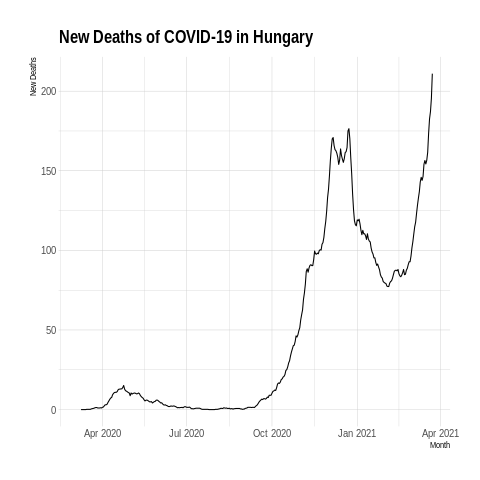 New Deaths of COVID-19 in Hungary
New Deaths
200
150
100
50
0
Apr 2020 Jul 2020 Oct 2020 Jan 2021 Apr 2021
Month